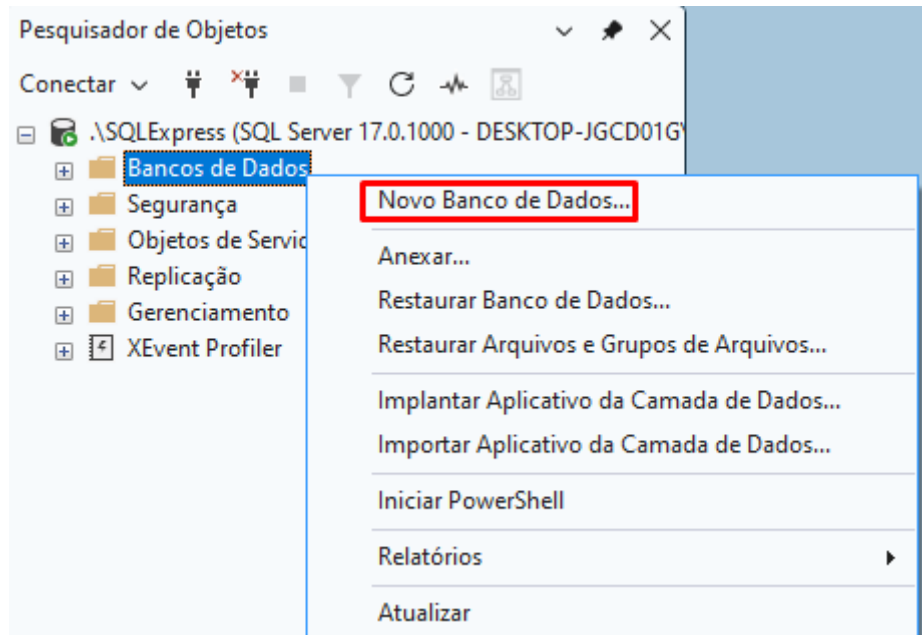 Pesquisador de Objetos
Conectar
.\SQLExpress (SQL Server 17.0.1000 - DESKTOP-JGCD01G
Bancos de Dados
Segurança
Objetos de Servid
Replicação
Gerenciamento
XEvent Profiler
Novo Banco de Dados...
Anexar...
Restaurar Banco de Dados...
Restaurar Arquivos e Grupos de Arquivos...
Implantar Aplicativo da Camada de Dados...
Importar Aplicativo da Camada de Dados...
Iniciar PowerShell
Relatórios
Atualizar